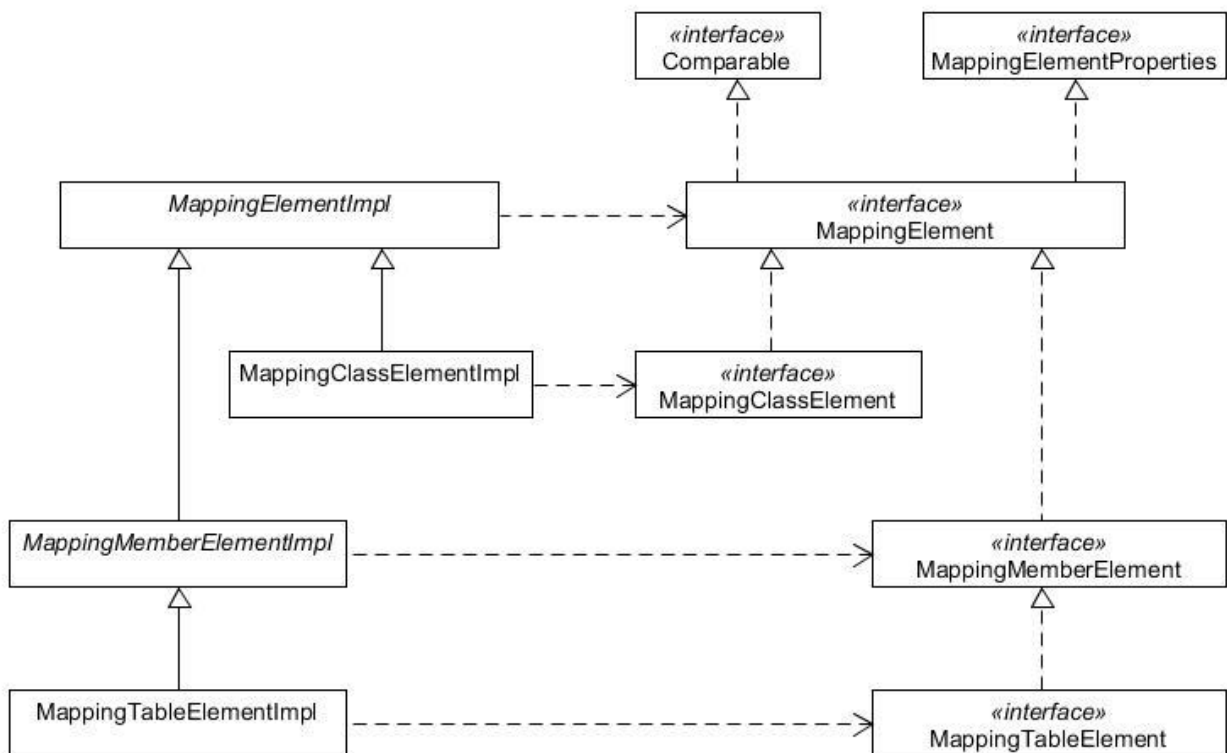 «interface»
Comparable
«interface»
MappingElementProperties
MappingElementImpl
«interface»
MappingElement
MappingClassElementImpl
«interface»
MappingClassElement
MappingMemberElementImpl
«interface»
MappingMemberElement
MappingTableElementImpl
«interface»
MappingTableElement